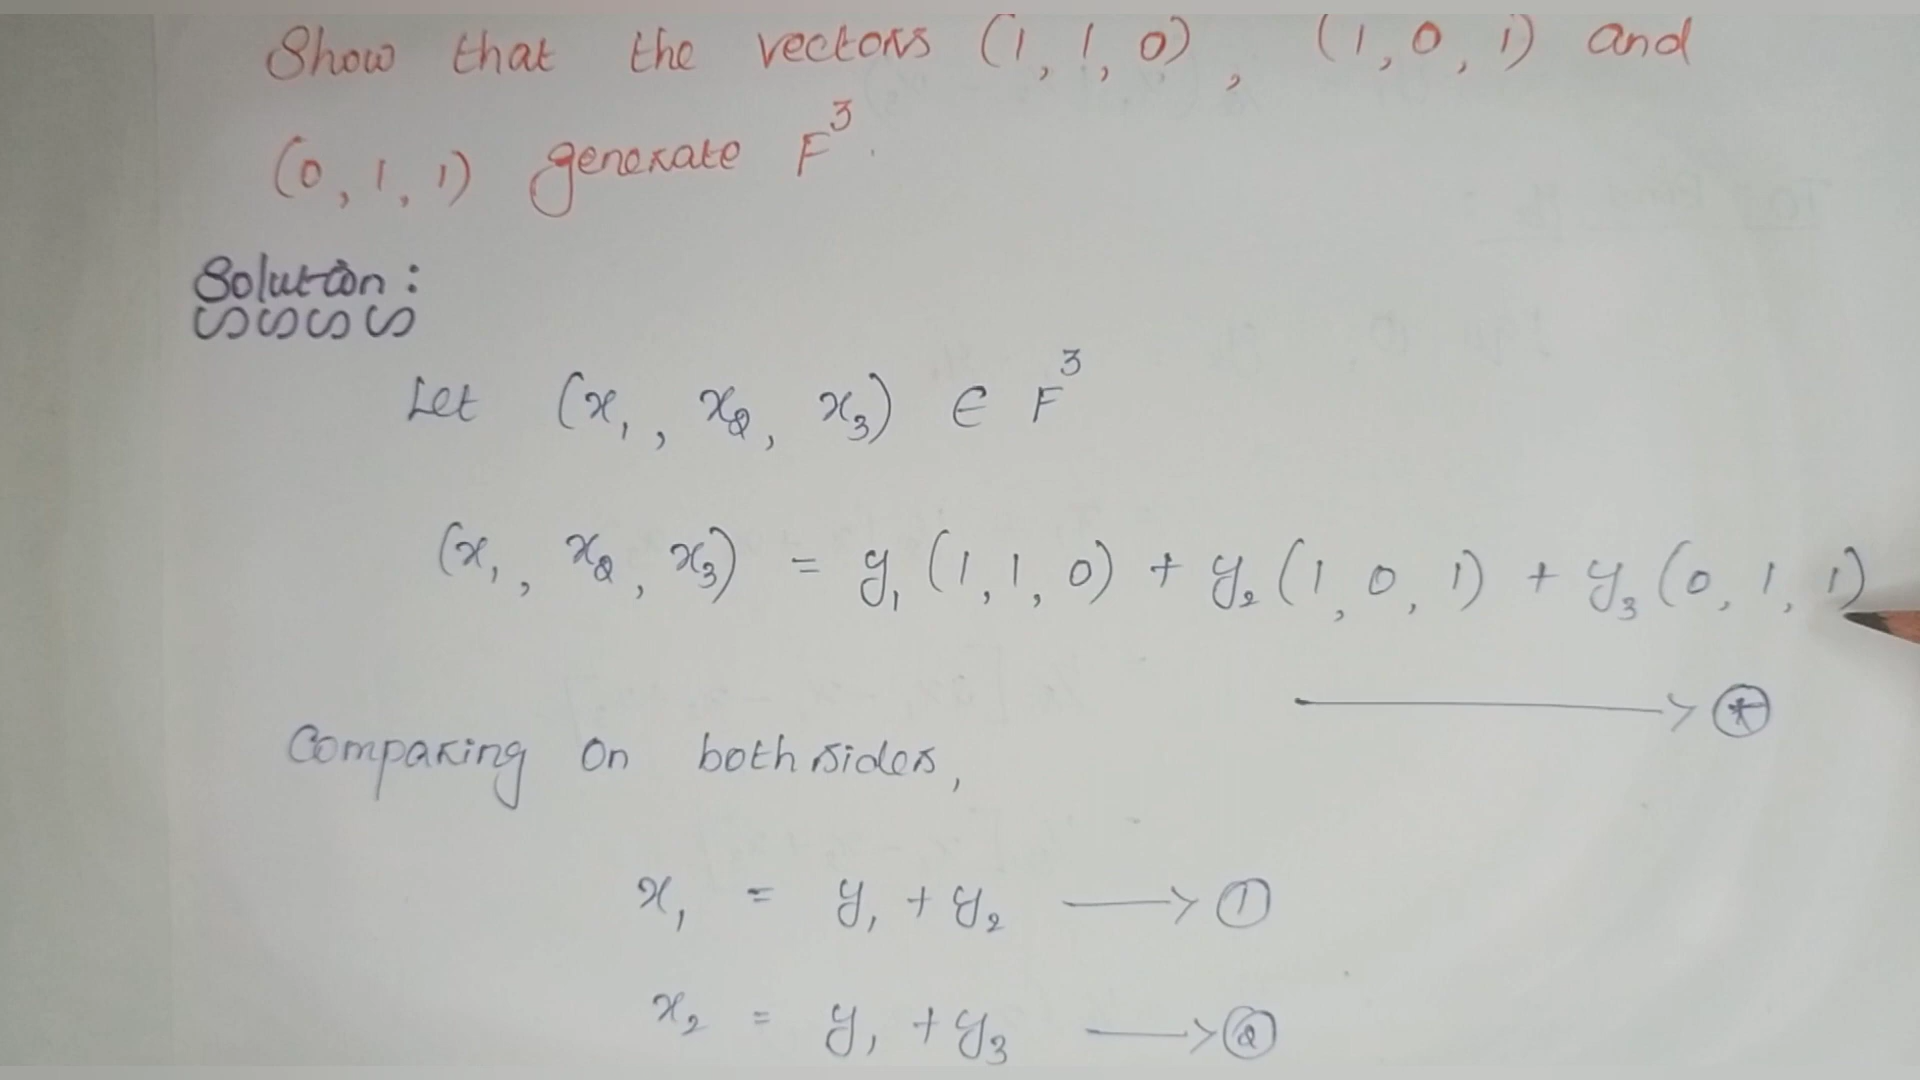 Show that the vectors (1, 1, 0), (1, 0, 1) and
(0, 1, 1) generate F³.
Solution:
Let (x₁, x₂, x₃) ∈ F³
(x₁, x₂, x₃) = y₁(1, 1, 0) + y₂(1, 0, 1) + y₃(0, 1, 1)
⟶ ⊛
Comparing on both sides,
x₁ = y₁ + y₂ ⟶ ①
x₂ = y₁ + y₃ ⟶ ②